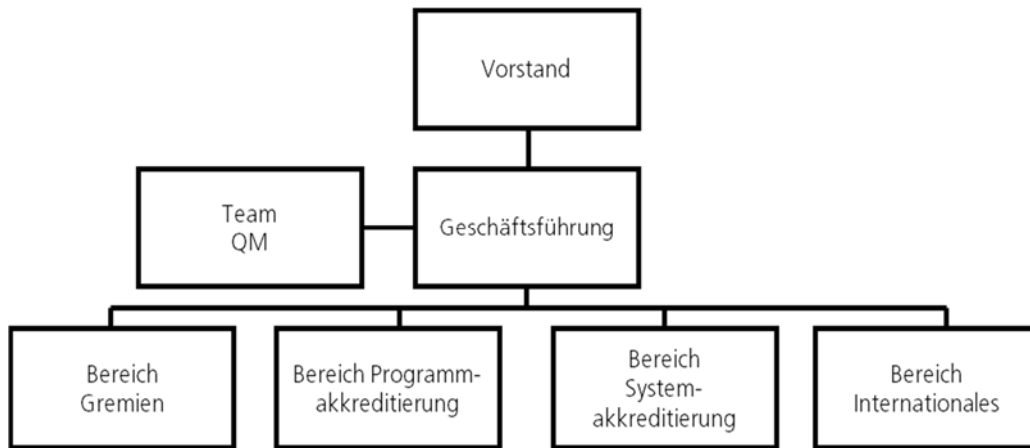 Vorstand
Team
QM
Geschäftsführung
Bereich
Gremien
Bereich Programm-
akkreditierung
Bereich
System-
akkreditierung
Bereich
Internationales